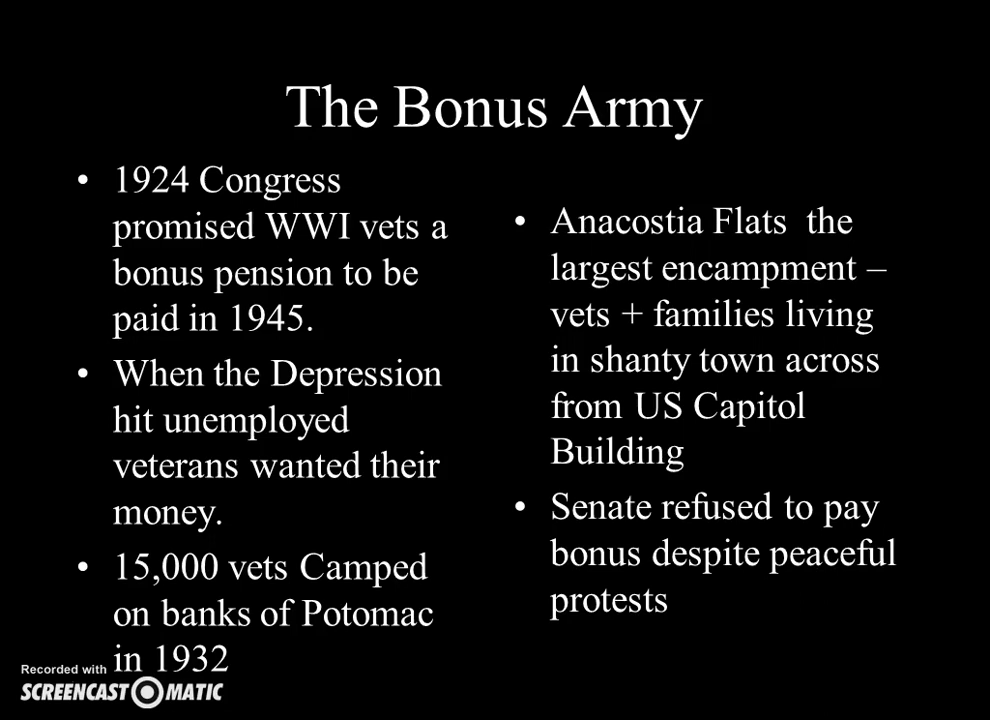 The Bonus Army
• 1924 Congress
promised WWI vets a
bonus pension to be
paid in 1945.
• When the Depression
hit unemployed
veterans wanted their
money.
• 15,000 vets Camped
on banks of Potomac
in 1932
• Anacostia Flats  the
largest encampment –
vets + families living
in shanty town across
from US Capitol
Building
• Senate refused to pay
bonus despite peaceful
protests
Recorded with
SCREENCAST MATIC